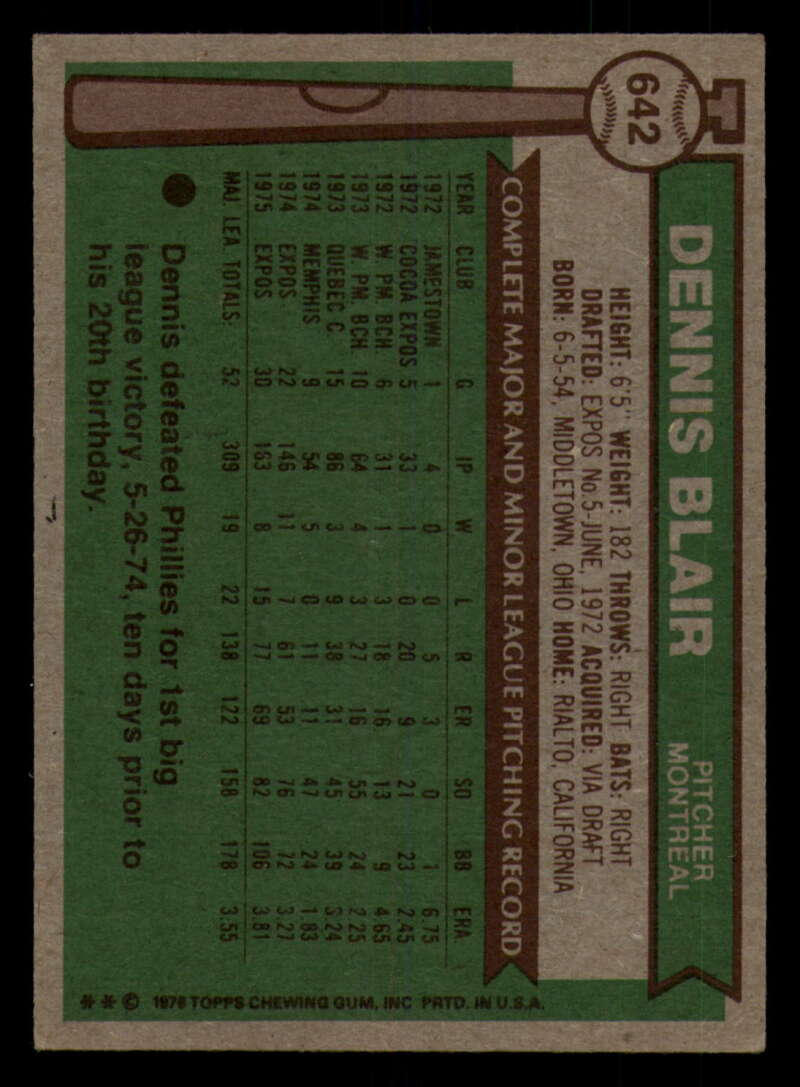 642
DENNIS BLAIR
PITCHER
MONTREAL
HEIGHT: 6'5" WEIGHT: 182 THROWS: RIGHT BATS: RIGHT
DRAFTED: EXPOS No.5-JUNE, 1972 ACQUIRED: VIA DRAFT
BORN: 6-5-54, MIDDLETOWN, OHIO HOME: RIALTO, CALIFORNIA
COMPLETE MAJOR AND MINOR LEAGUE PITCHING RECORD
YEAR CLUB G IP W L R ER SO BB ERA
1972 JAMESTOWN 1 4 0 0 5 3 0 1 6.75
1972 COCOA EXPOS 5 33 1 0 20 9 21 23 2.45
1972 W. PM. BCH. 6 31 1 3 18 16 13 9 4.65
1973 W. PM. BCH. 10 64 4 3 27 16 55 24 2.25
1973 QUEBEC C 15 86 3 9 38 31 45 39 3.24
1974 MEMPHIS 9 54 5 0 11 11 47 24 1.83
1974 EXPOS 22 146 11 7 61 53 76 72 3.27
1975 EXPOS 30 163 8 15 77 69 82 106 3.81
MAJ. LEA. TOTALS: 52 309 19 22 138 122 158 178 3.55
Dennis defeated Phillies for 1st big
league victory, 5-26-74, ten days prior to
his 20th birthday.
** © 1976 TOPPS CHEWING GUM, INC PRTD. IN U.S.A.